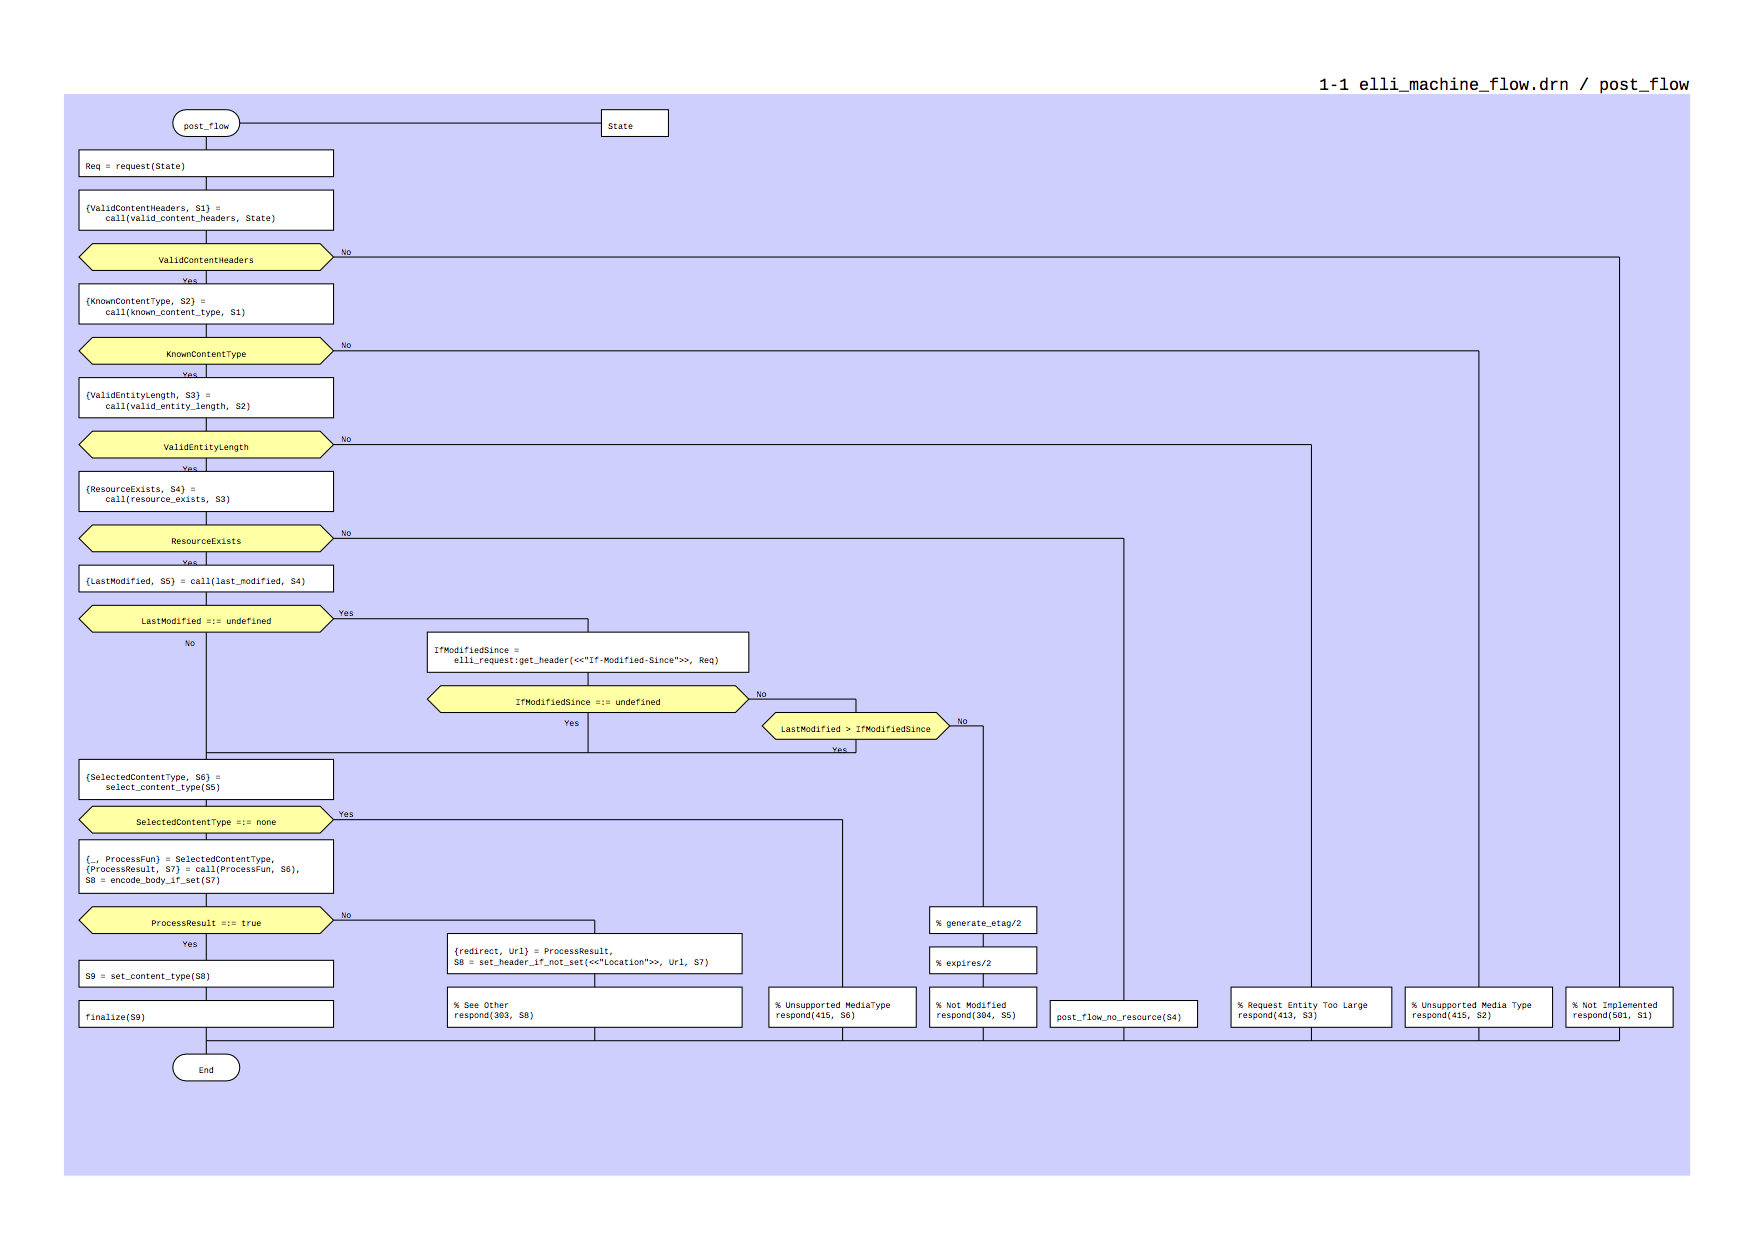 1-1 elli_machine_flow.drn / post_flow
post_flow
State
Req = request(State)
{ValidContentHeaders, S1} =
call(valid_content_headers, State)
ValidContentHeaders
No
Yes
{KnownContentType, S2} =
call(known_content_type, S1)
KnownContentType
No
Yes
{ValidEntityLength, S3} =
call(valid_entity_length, S2)
ValidEntityLength
No
Yes
{ResourceExists, S4} =
call(resource_exists, S3)
ResourceExists
No
Yes
{LastModified, S5} = call(last_modified, S4)
LastModified =:= undefined
Yes
No
IfModifiedSince =
elli_request:get_header(<<"If-Modified-Since">>, Req)
IfModifiedSince =:= undefined
No
Yes
LastModified > IfModifiedSince
No
Yes
{SelectedContentType, S6} =
select_content_type(S5)
SelectedContentType =:= none
Yes
{_, ProcessFun} = SelectedContentType,
{ProcessResult, S7} = call(ProcessFun, S6),
S8 = encode_body_if_set(S7)
ProcessResult =:= true
No
Yes
S9 = set_content_type(S8)
finalize(S9)
{redirect, Url} = ProcessResult,
S8 = set_header_if_not_set(<<"Location">>, Url, S7)
% See Other
respond(303, S8)
% Unsupported MediaType
respond(415, S6)
% generate_etag/2
% expires/2
% Not Modified
respond(304, S5)
post_flow_no_resource(S4)
% Request Entity Too Large
respond(413, S3)
% Unsupported Media Type
respond(415, S2)
% Not Implemented
respond(501, S1)
End